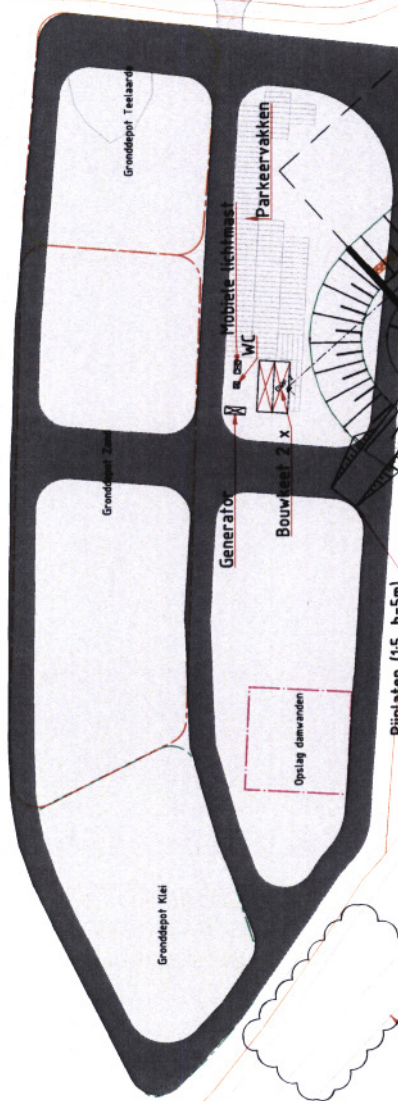 Gronddepot Teelaarde
Parkeervakken
Mobiele lichtmast
WC
Gronddepot Zand
Generator
Bouwkeet 2 x
Opslag damwanden
Gronddepot Klei